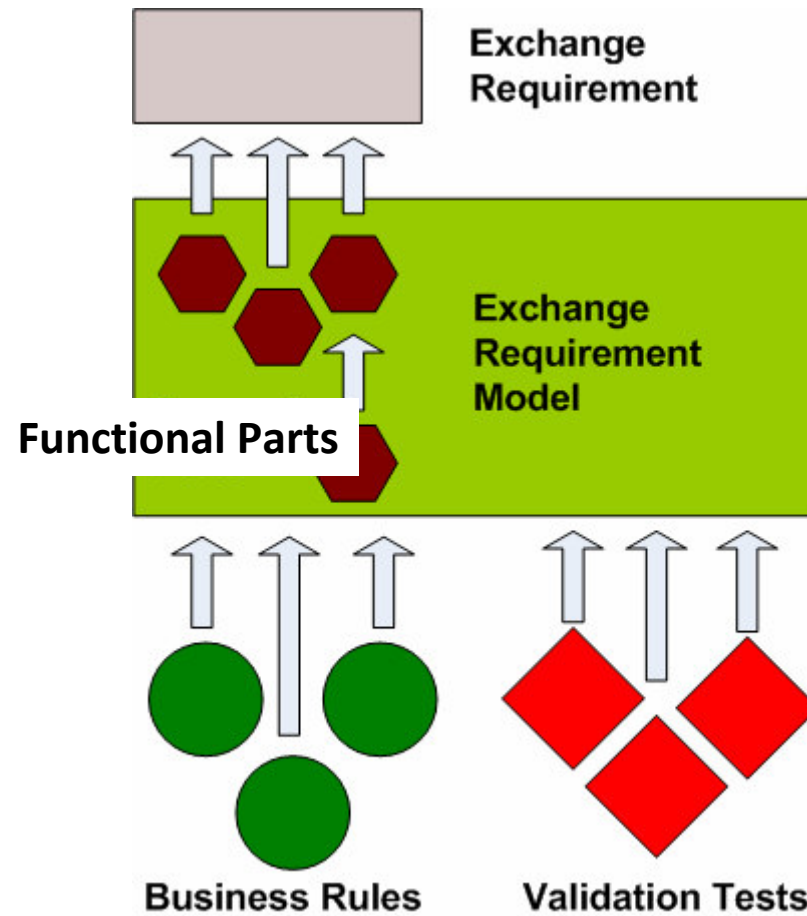 Exchange
Requirement
Exchange
Requirement
Model
Functional Parts
Business Rules
Validation Tests